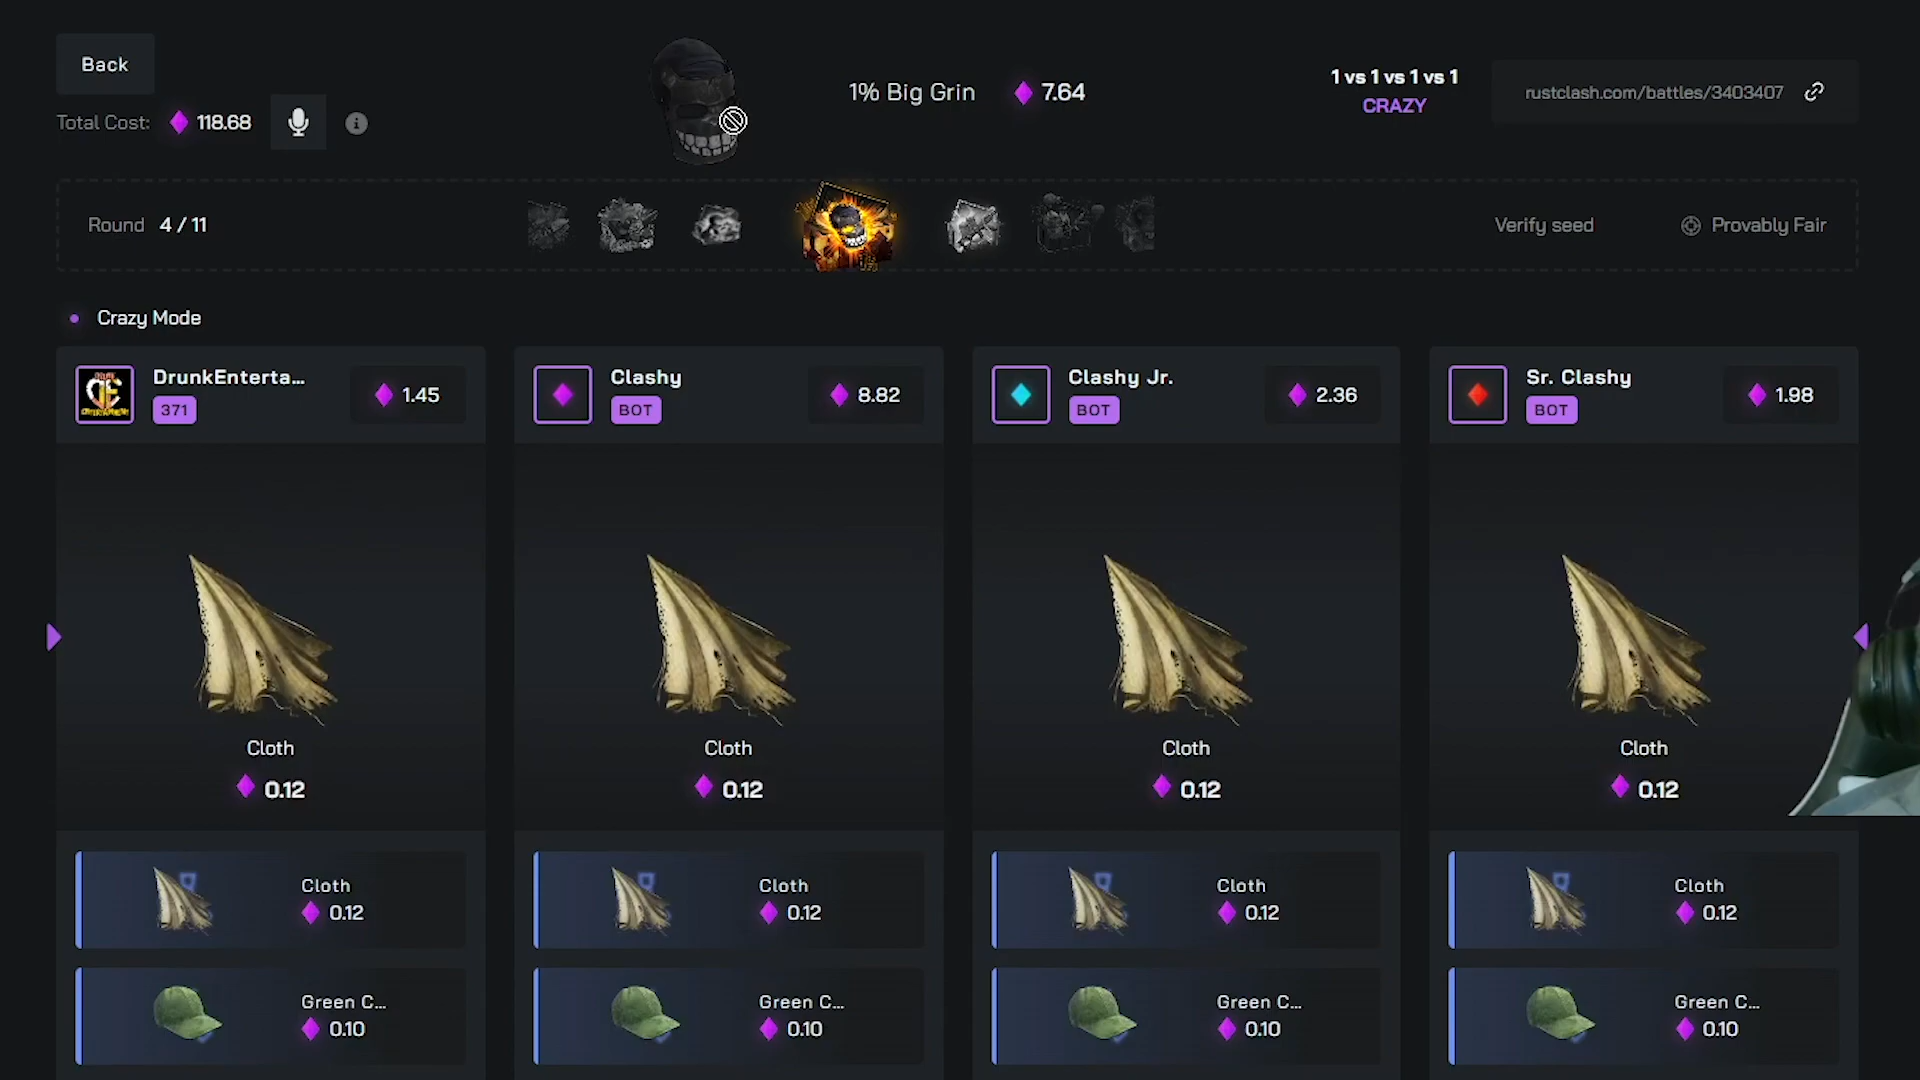 Back
Total Cost: 118.68
1% Big Grin 7.64
1 vs 1 vs 1 vs 1
CRAZY
rustclash.com/battles/3403407
Round 4 / 11
Verify seed
Provably Fair
Crazy Mode
DrunkEnterta...
371
1.45
Clashy
BOT
8.82
Clashy Jr.
BOT
2.36
Sr. Clashy
BOT
1.98
Cloth
0.12
Cloth
0.12
Cloth
0.12
Cloth
0.12
Cloth
0.12
Cloth
0.12
Cloth
0.12
Cloth
0.12
Green C...
0.10
Green C...
0.10
Green C...
0.10
Green C...
0.10